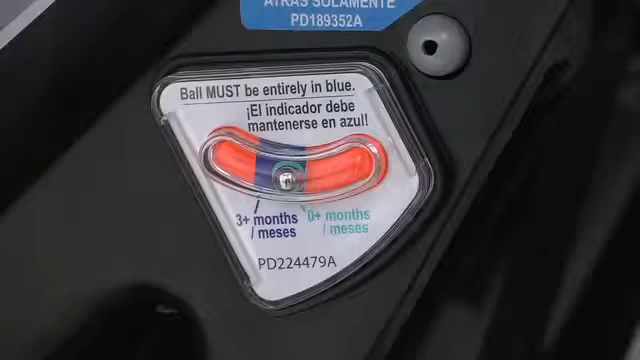 ATRÁS SOLAMENTE
PD189352A
Ball MUST be entirely in blue.
¡El indicador debe
mantenerse en azul!
3+ months
/ meses
0+ months
/ meses
PD224479A